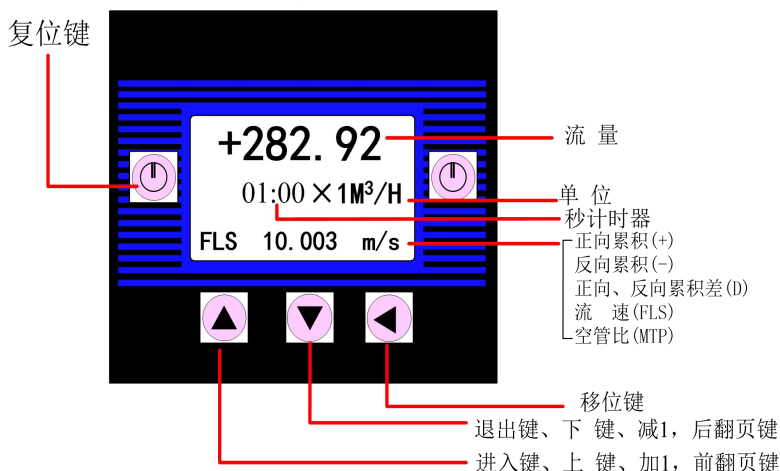 复位键
+282.92
流 量
01:00×1M³/H
单 位
秒计时器
FLS 10.003 m/s
正向累积(+)
反向累积(-)
正向、反向累积差(D)
流 速(FLS)
空管比(MTP)
移位键
退出键、下 键、减1，后翻页键
进入键、上 键、加1，前翻页键